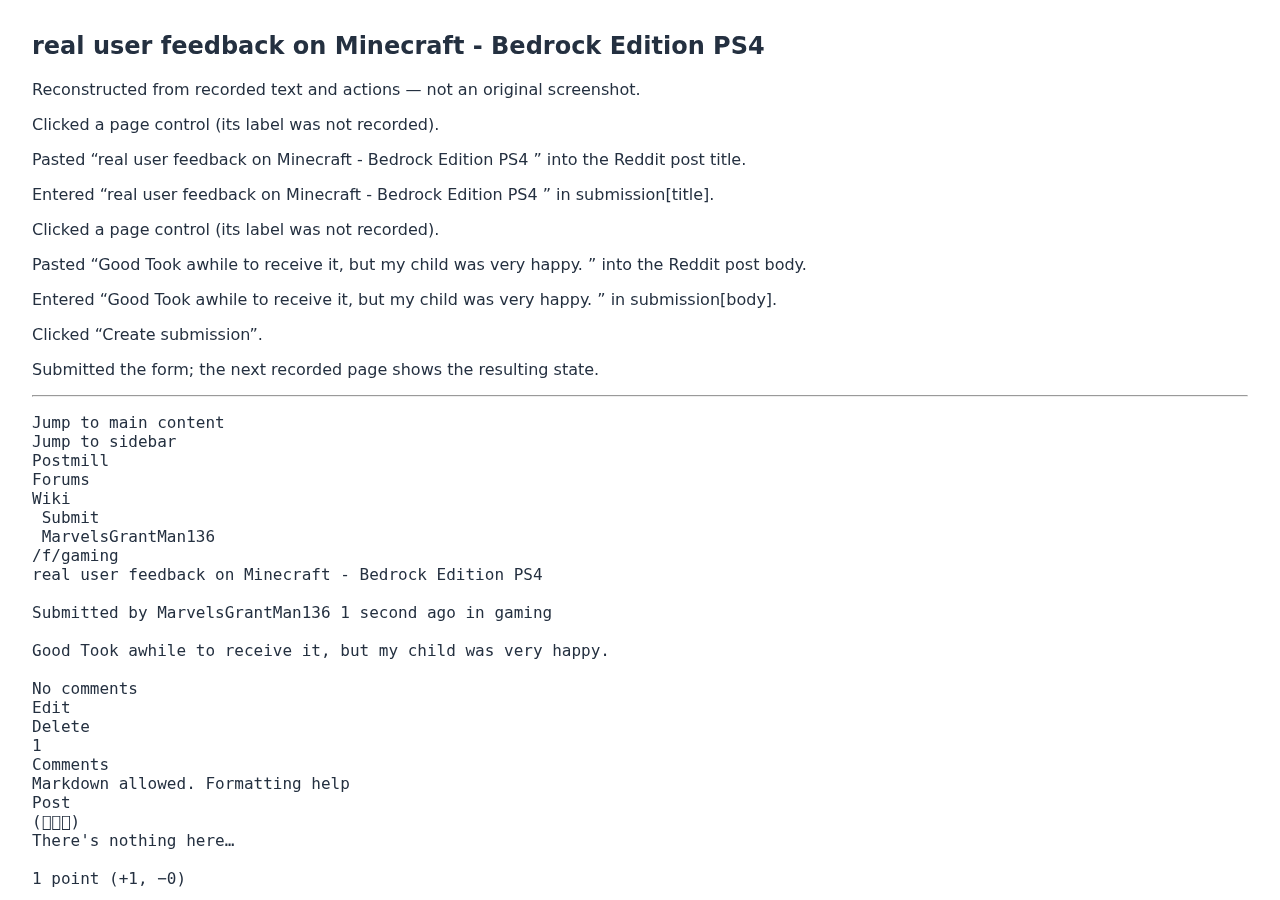 real user feedback on Minecraft - Bedrock Edition PS4
Reconstructed from recorded text and actions — not an original screenshot.
Clicked a page control (its label was not recorded).
Pasted “real user feedback on Minecraft - Bedrock Edition PS4 ” into the Reddit post title.
Entered “real user feedback on Minecraft - Bedrock Edition PS4 ” in submission[title].
Clicked a page control (its label was not recorded).
Pasted “Good Took awhile to receive it, but my child was very happy. ” into the Reddit post body.
Entered “Good Took awhile to receive it, but my child was very happy. ” in submission[body].
Clicked “Create submission”.
Submitted the form; the next recorded page shows the resulting state.
Jump to main content
Jump to sidebar
Postmill
Forums
Wiki
Submit
MarvelsGrantMan136
/f/gaming
real user feedback on Minecraft - Bedrock Edition PS4
Submitted by MarvelsGrantMan136 1 second ago in gaming
Good Took awhile to receive it, but my child was very happy.
No comments
Edit
Delete
1
Comments
Markdown allowed. Formatting help
Post
(□□□)
There's nothing here…
1 point (+1, −0)